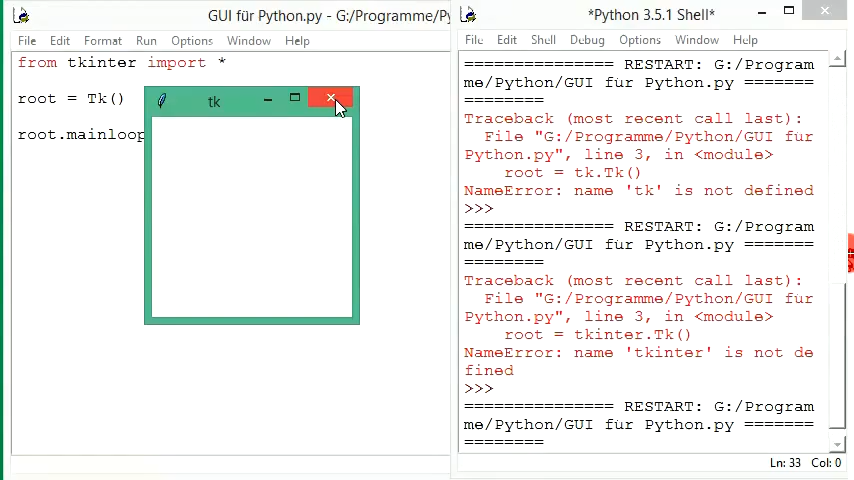 GUI für Python.py - G:/Programme/Py
File Edit Format Run Options Window Help
from tkinter import *
root = Tk()
root.mainloop
tk
*Python 3.5.1 Shell*
File Edit Shell Debug Options Window Help
=============== RESTART: G:/Program
me/Python/GUI für Python.py =======
========
Traceback (most recent call last):
  File "G:/Programme/Python/GUI für
Python.py", line 3, in <module>
    root = tk.Tk()
NameError: name 'tk' is not defined
>>>
=============== RESTART: G:/Program
me/Python/GUI für Python.py =======
========
Traceback (most recent call last):
  File "G:/Programme/Python/GUI für
Python.py", line 3, in <module>
    root = tkinter.Tk()
NameError: name 'tkinter' is not de
fined
>>>
=============== RESTART: G:/Program
me/Python/GUI für Python.py =======
========
Ln: 33 Col: 0